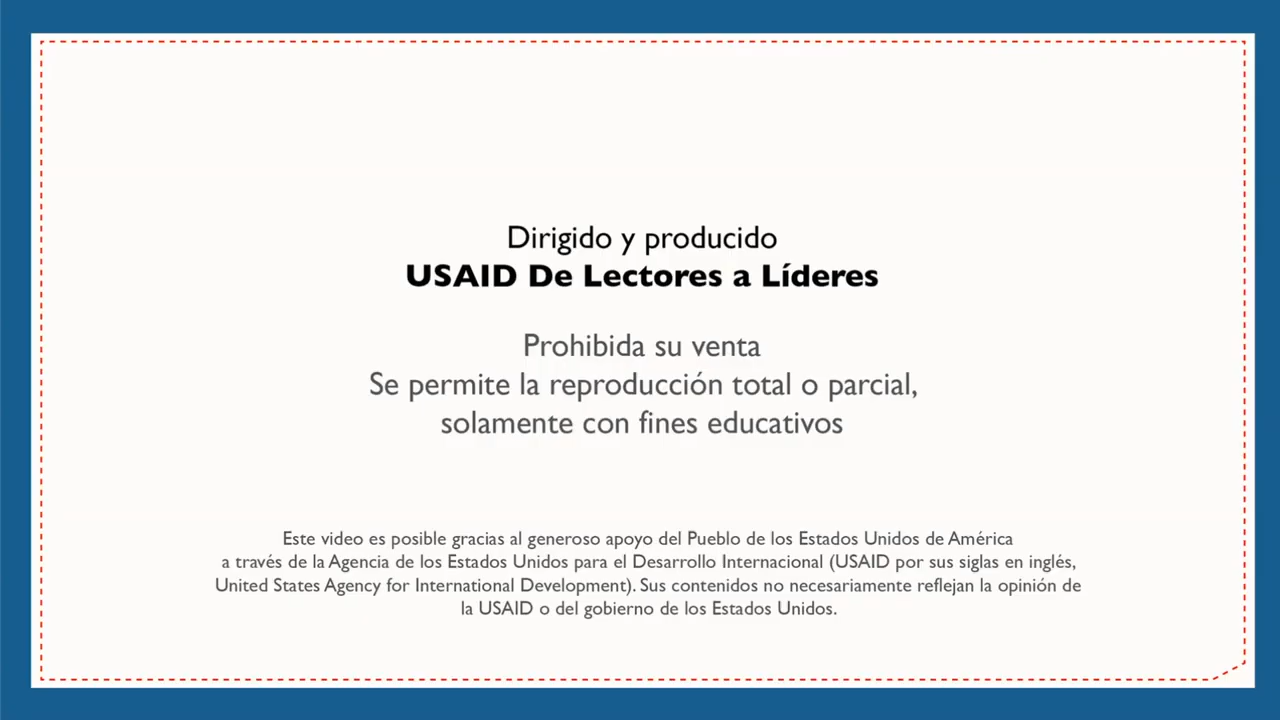 Dirigido y producido
USAID De Lectores a Líderes
Prohibida su venta
Se permite la reproducción total o parcial,
solamente con fines educativos
Este video es posible gracias al generoso apoyo del Pueblo de los Estados Unidos de América
a través de la Agencia de los Estados Unidos para el Desarrollo Internacional (USAID por sus siglas en inglés,
United States Agency for International Development). Sus contenidos no necesariamente reflejan la opinión de
la USAID o del gobierno de los Estados Unidos.